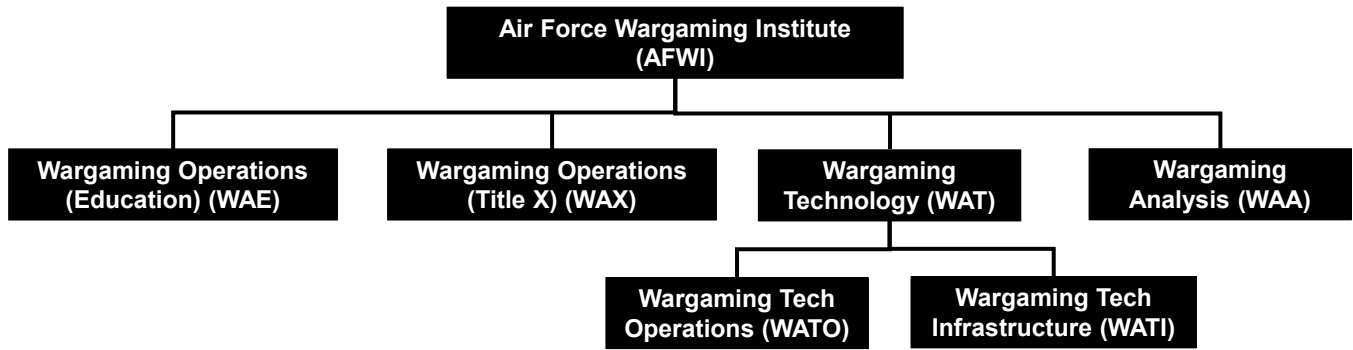 Air Force Wargaming Institute
(AFWI)
Wargaming Operations
(Education) (WAE)
Wargaming Operations
(Title X) (WAX)
Wargaming
Technology (WAT)
Wargaming
Analysis (WAA)
Wargaming Tech
Operations (WATO)
Wargaming Tech
Infrastructure (WATI)